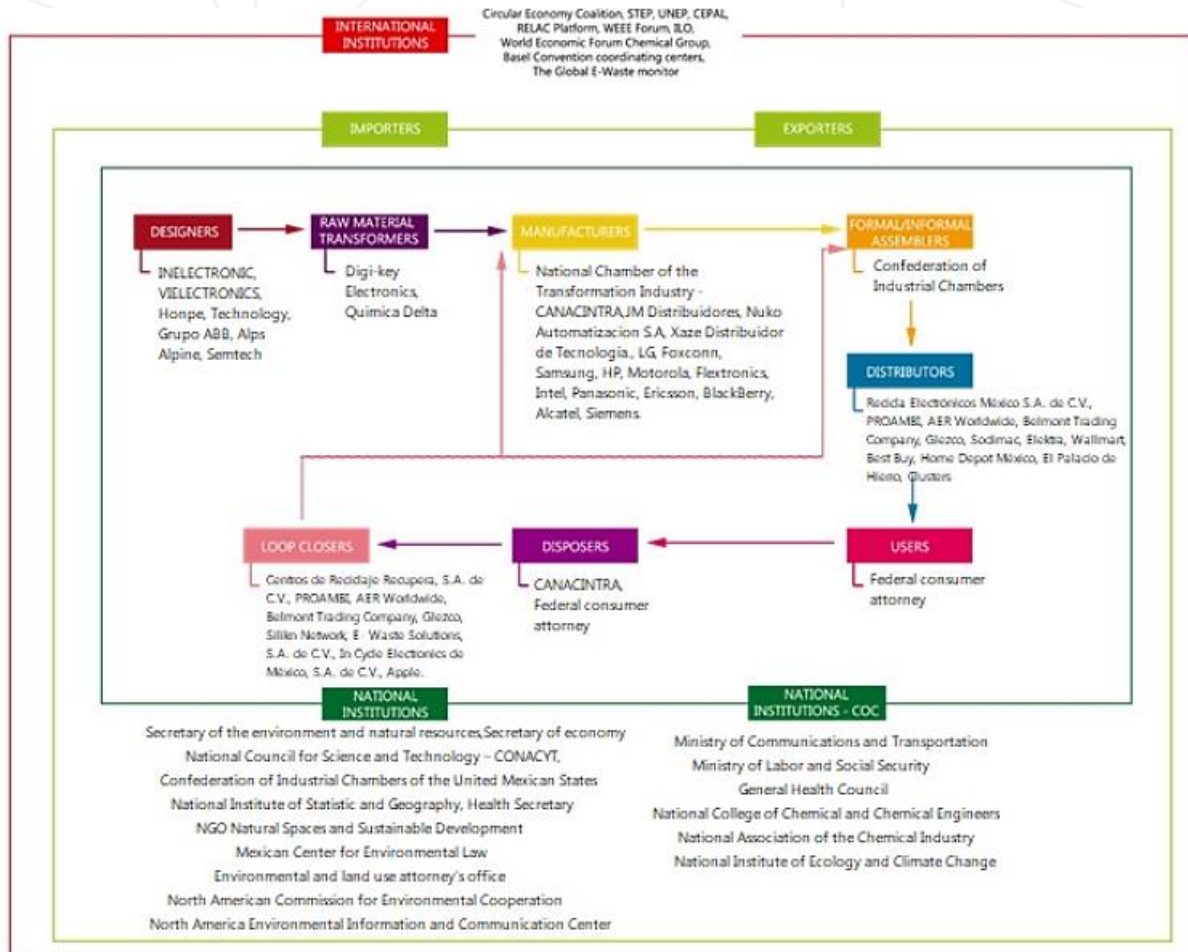 INTERNATIONAL
INSTITUTIONS
Circular Economy Coalition, STEP, UNEP, CEPAL,
RELAC Platform, WEEE Forum, ILO,
World Economic Forum Chemical Group,
Basel Convention coordinating centers,
The Global E-Waste monitor
IMPORTERS
EXPORTERS
DESIGNERS
INELECTRONIC,
VIELECTRONICS,
Honpe, Technology,
Grupo ABB, Alps
Alpine, Semtech
RAW MATERIAL
TRANSFORMERS
Digi-key
Electronics,
Quimica Delta
MANUFACTURERS
National Chamber of the
Transformation Industry -
CANACINTRA,JM Distribuidores, Nuko
Automatizacion S.A, Xaze Distribuidor
de Tecnología., LG, Foxconn,
Samsung, HP, Motorola, Flextronics,
Intel, Panasonic, Ericsson, BlackBerry,
Alcatel, Siemens.
FORMAL/INFORMAL
ASSEMBLERS
Confederation of
Industrial Chambers
DISTRIBUTORS
Recicla Electrónicos México S.A. de C.V.,
PROAMBI, AER Worldwide, Belmont Trading
Company, Glezco, Sodimac, Elektra, Wallmart,
Best Buy, Home Depot México, El Palacio de
Hierro, Clusters
LOOP CLOSERS
Centros de Reciclaje Recupera, S.A. de
C.V., PROAMBI, AER Worldwide,
Belmont Trading Company, Glezco,
Sillikn Network, E- Waste Solutions,
S.A. de C.V., In Cycle Electronics de
México, S.A. de C.V., Apple.
DISPOSERS
CANACINTRA,
Federal consumer
attorney
USERS
Federal consumer
attorney
NATIONAL
INSTITUTIONS
Secretary of the environment and natural resources,Secretary of economy
National Council for Science and Technology – CONACYT,
Confederation of Industrial Chambers of the United Mexican States
National Institute of Statistic and Geography, Health Secretary
NGO Natural Spaces and Sustainable Development
Mexican Center for Environmental Law
Environmental and land use attorney's office
North American Commission for Environmental Cooperation
North America Environmental Information and Communication Center
NATIONAL
INSTITUTIONS - COC
Ministry of Communications and Transportation
Ministry of Labor and Social Security
General Health Council
National College of Chemical and Chemical Engineers
National Association of the Chemical Industry
National Institute of Ecology and Climate Change